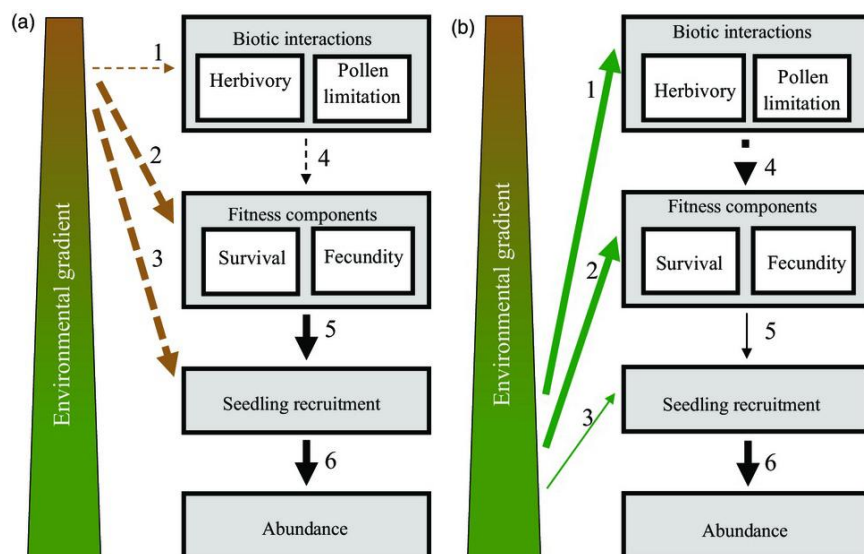 (a)
Environmental gradient
1
2
3
Biotic interactions
Herbivory
Pollen
limitation
4
Fitness components
Survival
Fecundity
5
Seedling recruitment
6
Abundance
(b)
Environmental gradient
1
2
3
Biotic interactions
Herbivory
Pollen
limitation
4
Fitness components
Survival
Fecundity
5
Seedling recruitment
6
Abundance